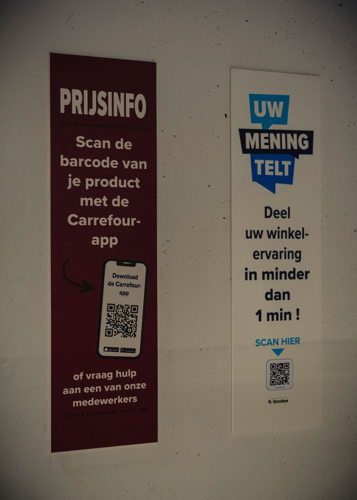 PRIJSINFO
Scan de
barcode van
je product
met de
Carrefour-
app
Download
de Carrefour-
app
of vraag hulp
aan een van onze
medewerkers
UW
MENING
TELT
Deel
uw winkel-
ervaring
in minder
dan
1 min !
SCAN HIER